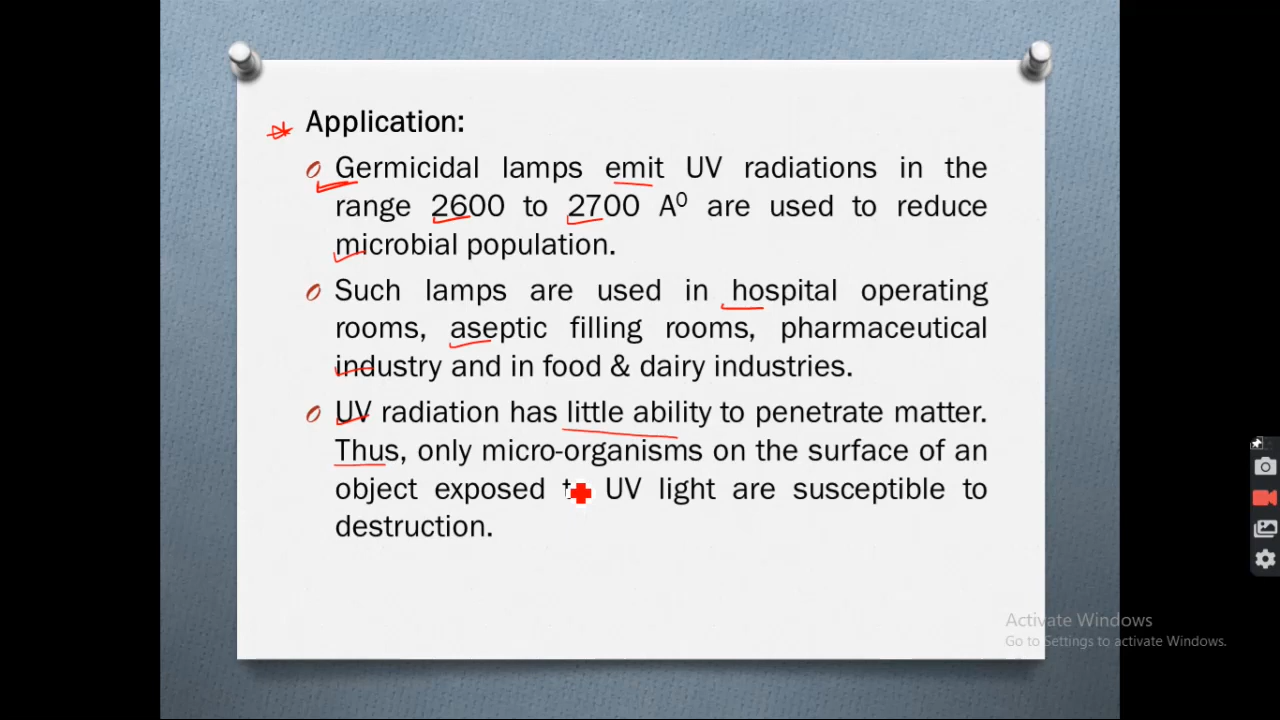 Application:
Germicidal lamps emit UV radiations in the
range 2600 to 2700 A⁰ are used to reduce
microbial population.
Such lamps are used in hospital operating
rooms, aseptic filling rooms, pharmaceutical
industry and in food & dairy industries.
UV radiation has little ability to penetrate matter.
Thus, only micro-organisms on the surface of an
object exposed UV light are susceptible to
destruction.
Activate Windows
Go to Settings to activate Windows.